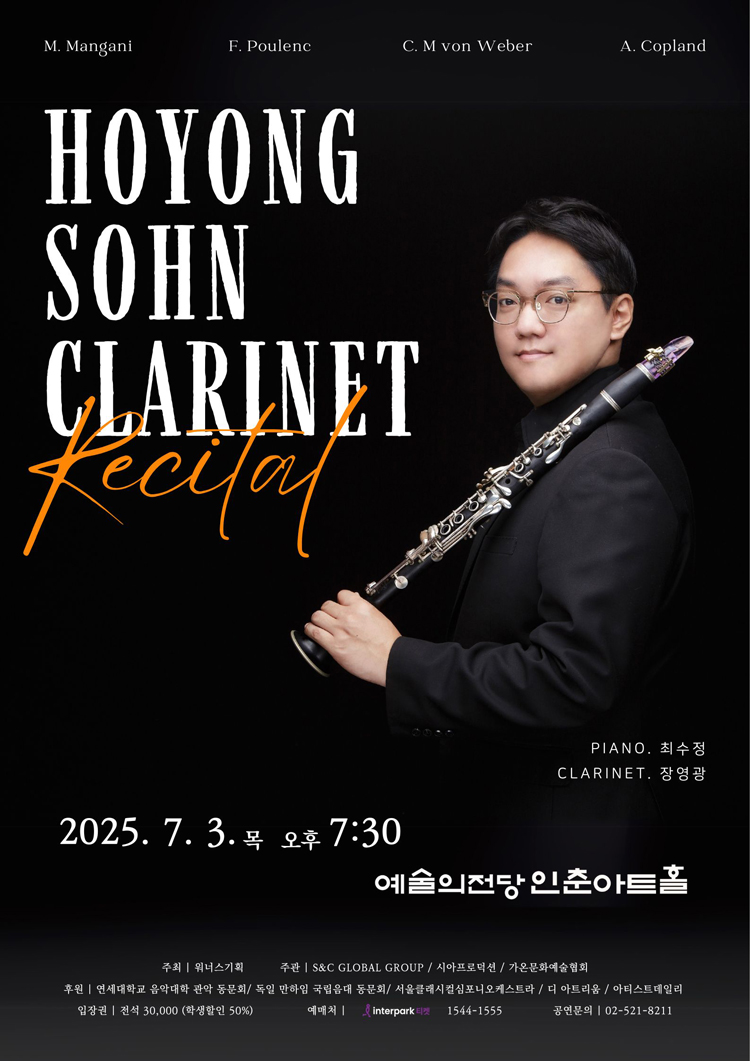 M. Mangani F. Poulenc C. M von Weber A. Copland
HOYONG
SOHN
CLARINET
Recital
PIANO. 최수정
CLARINET. 장영광
2025. 7. 3. 목 오후 7:30
예술의전당 인춘아트홀
주최 | 워너스기획 주관 | S&C GLOBAL GROUP / 시아프로덕션 / 가온문화예술협회
후원 | 연세대학교 음악대학 관악 동문회/ 독일 만하임 국립음대 동문회/ 서울클래시컬심포니오케스트라 / 디 아트리움 / 아티스트데일리
입장권 | 전석 30,000 (학생할인 50%) 예매처 | interpark 티켓 1544-1555 공연문의 | 02-521-8211